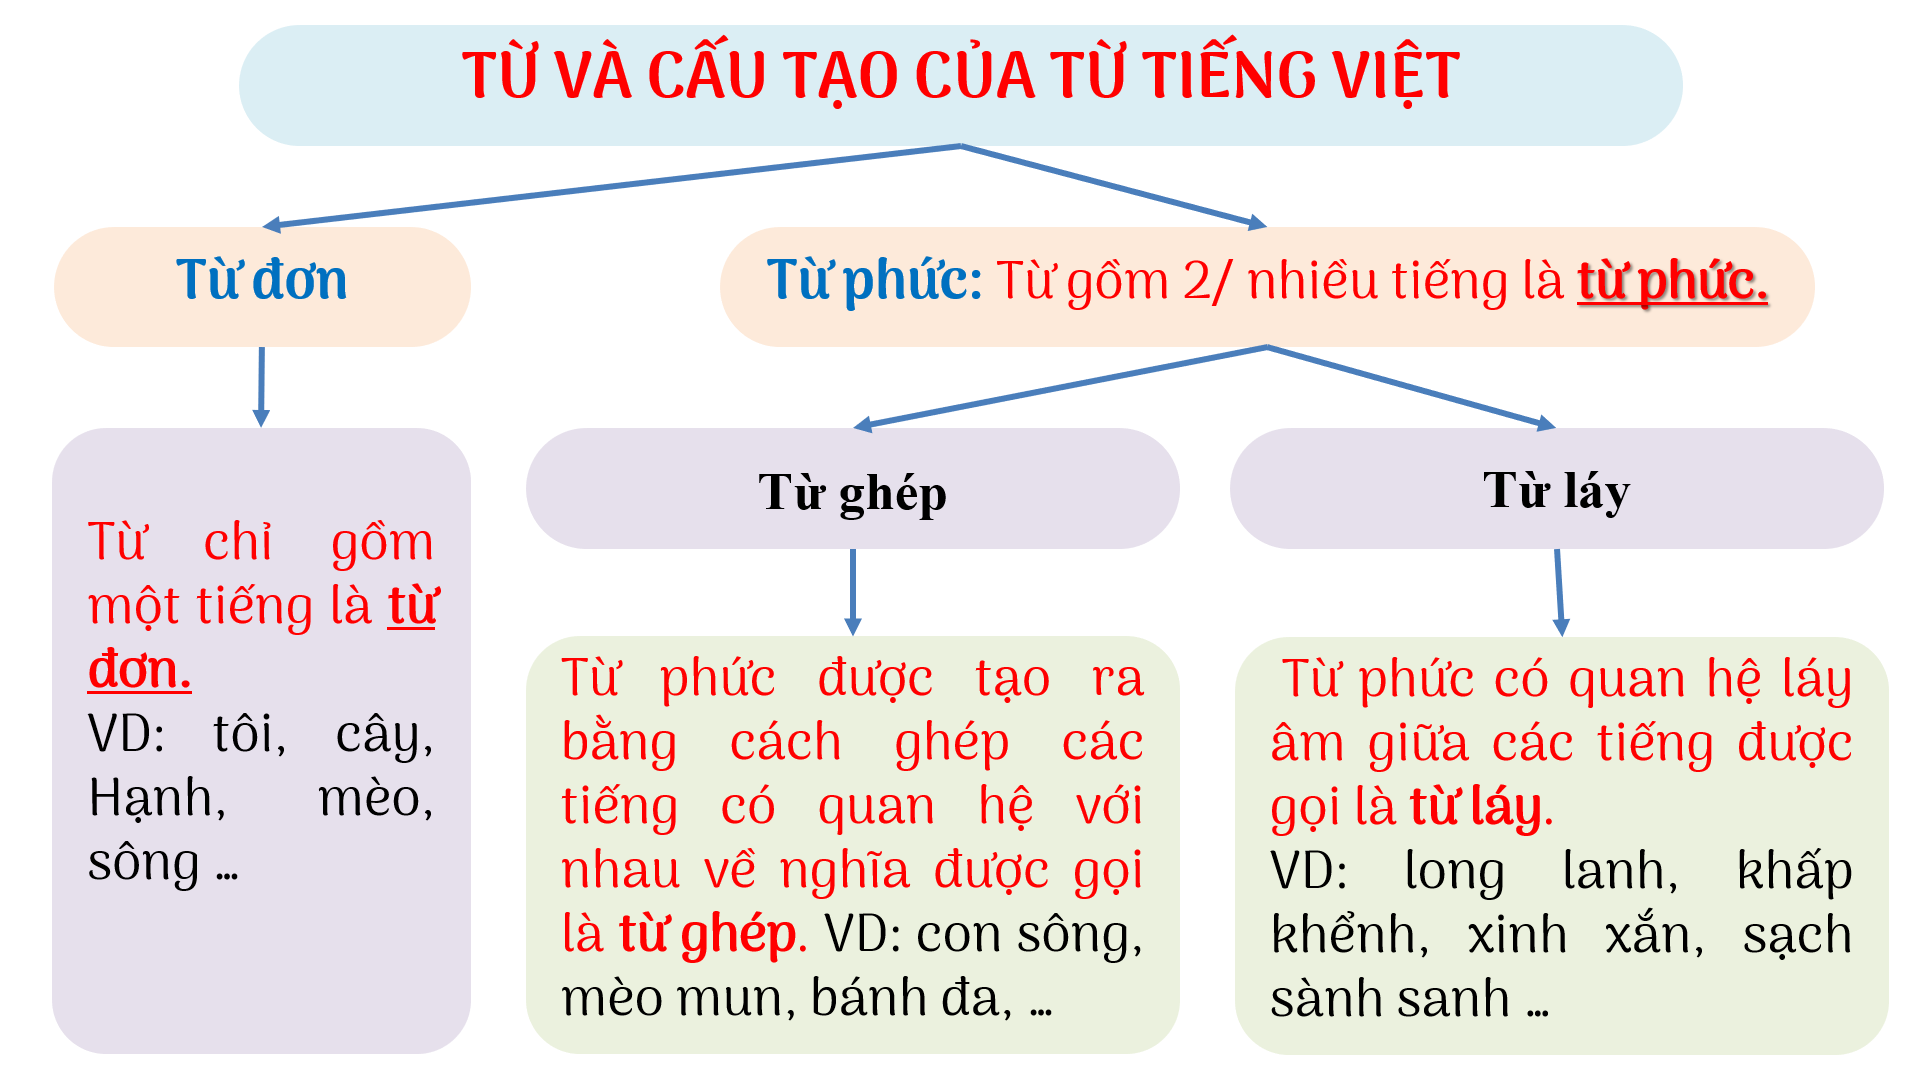 TỪ VÀ CẤU TẠO CỦA TỪ TIẾNG VIỆT
Từ đơn
Từ phức: Từ gồm 2/ nhiều tiếng là từ phức.
Từ chỉ gồm
một tiếng là từ
đơn.
VD: tôi, cây,
Hạnh, mèo,
sông ...
Từ ghép
Từ phức được tạo ra
bằng cách ghép các
tiếng có quan hệ với
nhau về nghĩa được gọi
là từ ghép. VD: con sông,
mèo mun, bánh đa, ...
Từ láy
Từ phức có quan hệ láy
âm giữa các tiếng được
gọi là từ láy.
VD: long lanh, khấp
khểnh, xinh xắn, sạch
sành sanh ...